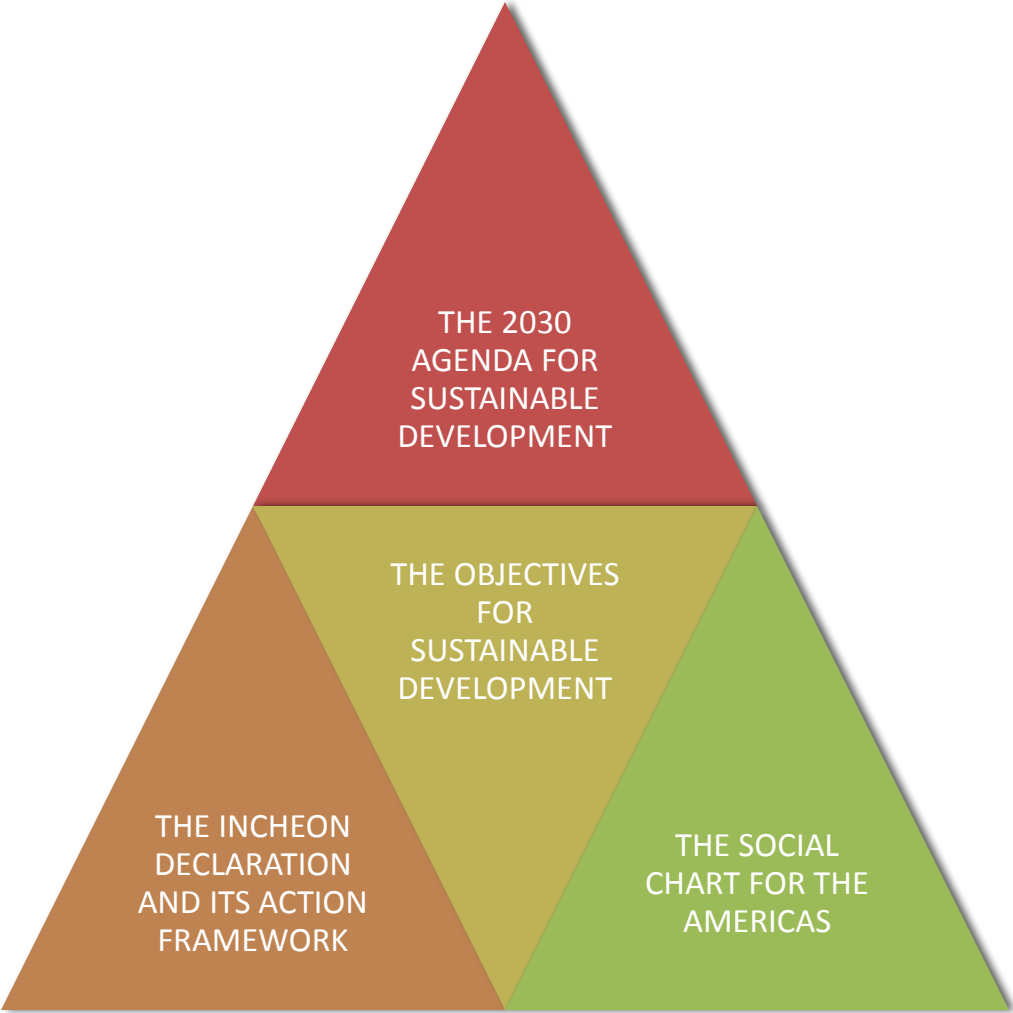 THE 2030
AGENDA FOR
SUSTAINABLE
DEVELOPMENT
THE OBJECTIVES
FOR
SUSTAINABLE
DEVELOPMENT
THE INCHEON
DECLARATION
AND ITS ACTION
FRAMEWORK
THE SOCIAL
CHART FOR THE
AMERICAS